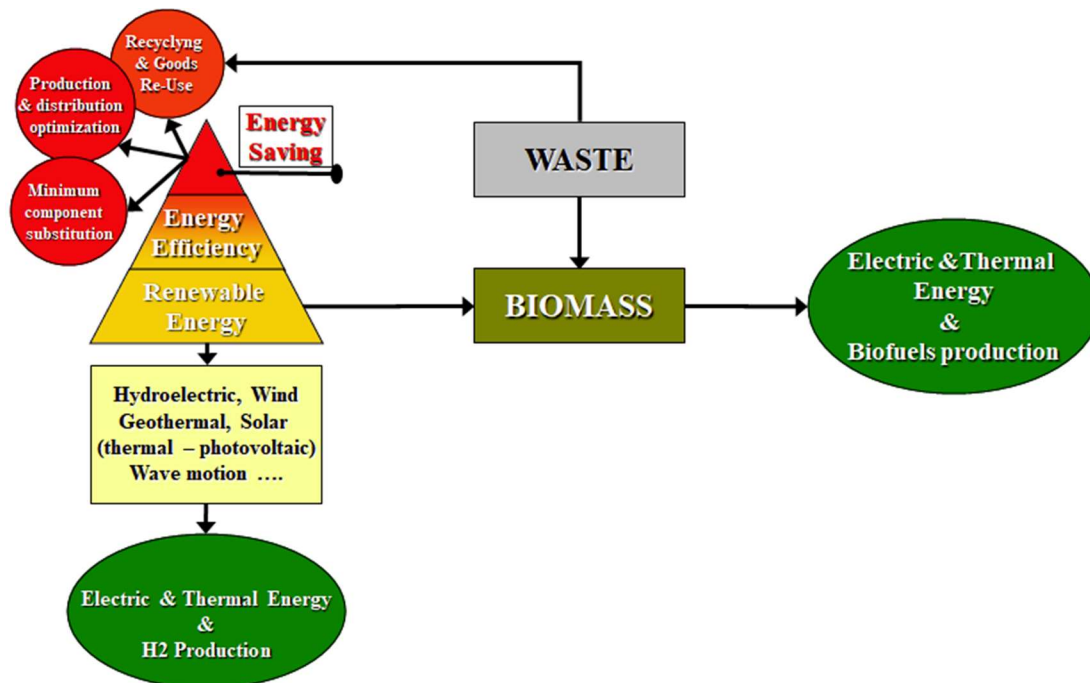 Recyclyng
& Goods
Re-Use
Production
& distribution
optimization
Minimum
component
substitution
Energy
Saving
Energy
Efficiency
Renewable
Energy
WASTE
BIOMASS
Electric &Thermal
Energy
&
Biofuels production
Hydroelectric, Wind
Geothermal, Solar
(thermal – photovoltaic)
Wave motion ….
Electric & Thermal Energy
&
H2 Production